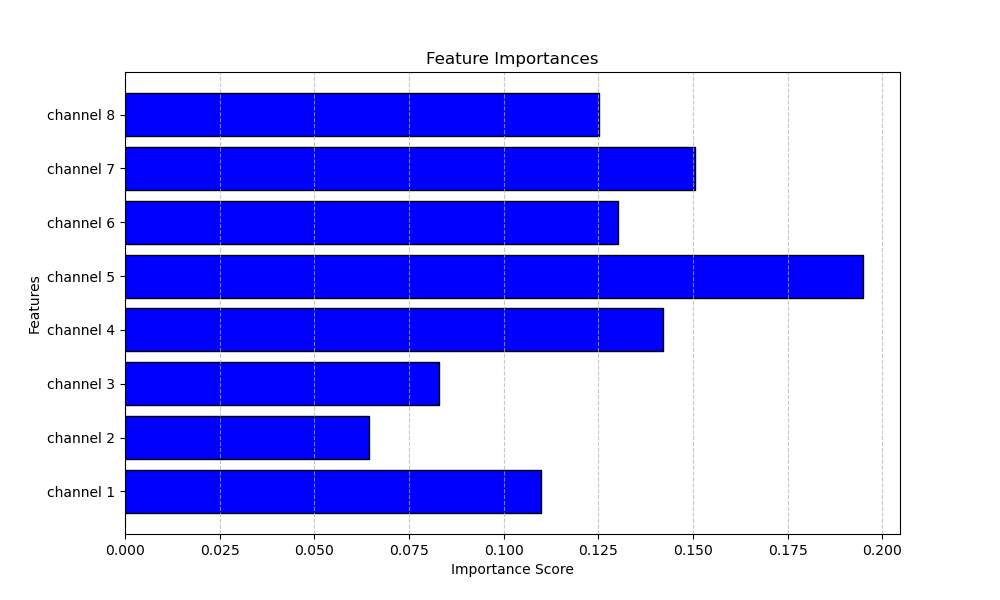 Feature Importances
channel 8
channel 7
channel 6
channel 5
channel 4
channel 3
channel 2
channel 1
Features
0.000 0.025 0.050 0.075 0.100 0.125 0.150 0.175 0.200
Importance Score